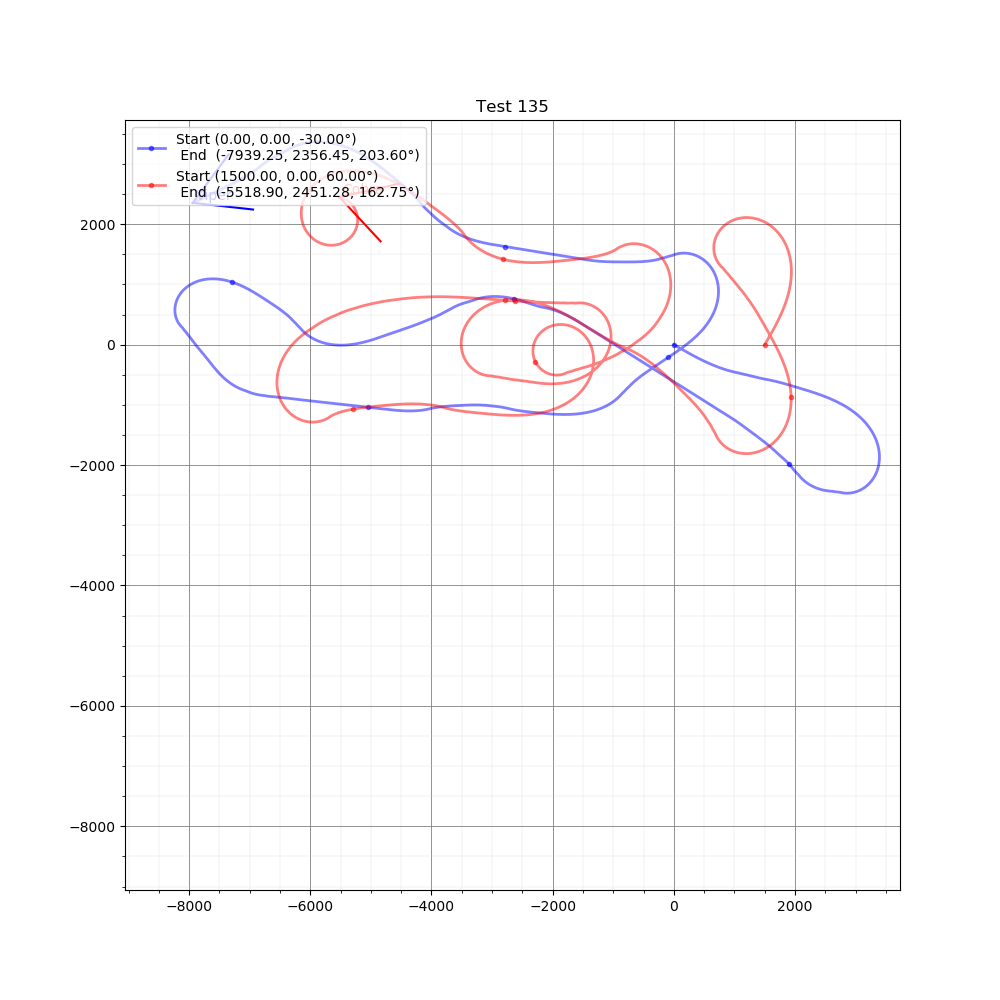 Test 135
Start (0.00, 0.00, -30.00°)
End (-7939.25, 2356.45, 203.60°)
Start (1500.00, 0.00, 60.00°)
End (-5518.90, 2451.28, 162.75°)
2000
0
−2000
−4000
−6000
−8000
−8000 −6000 −4000 −2000 0 2000